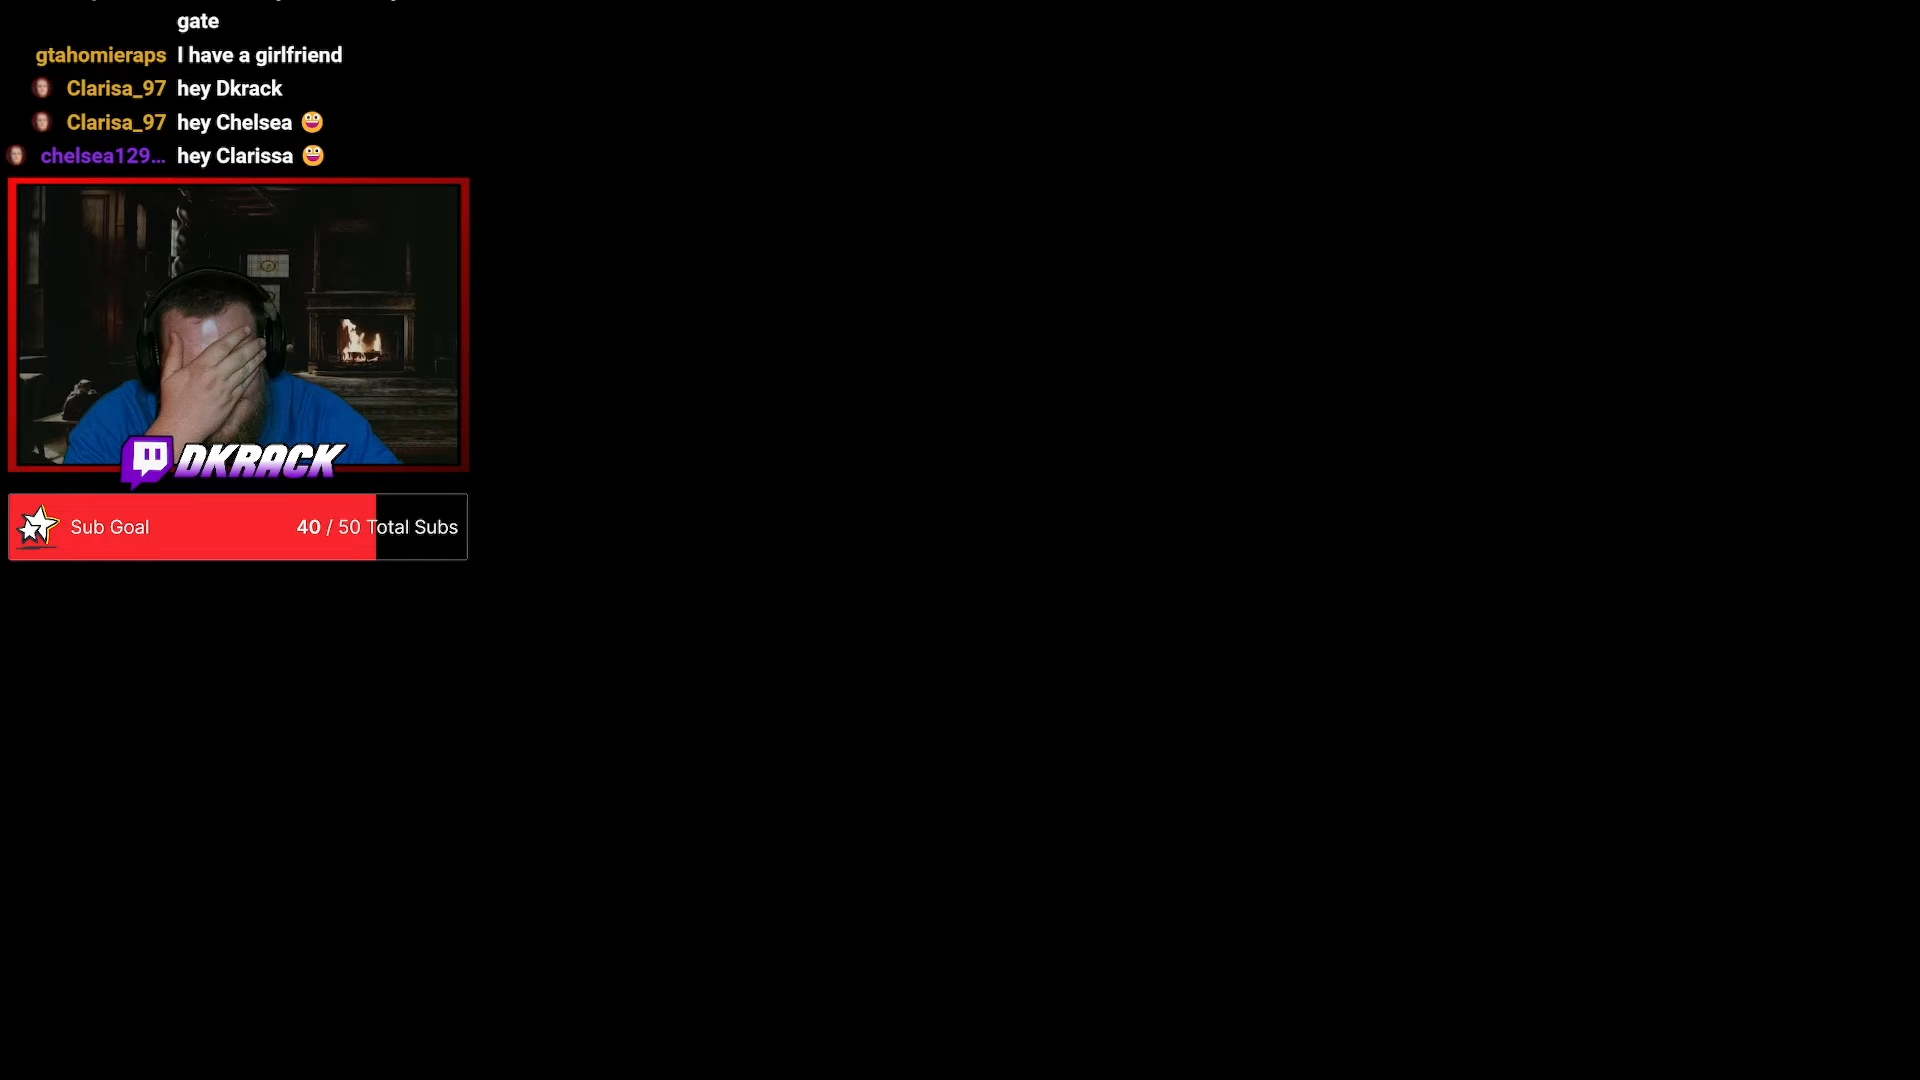 gate
gtahomieraps I have a girlfriend
Clarisa_97 hey Dkrack
Clarisa_97 hey Chelsea
chelsea129... hey Clarissa
DKRACK
Sub Goal 40 / 50 Total Subs